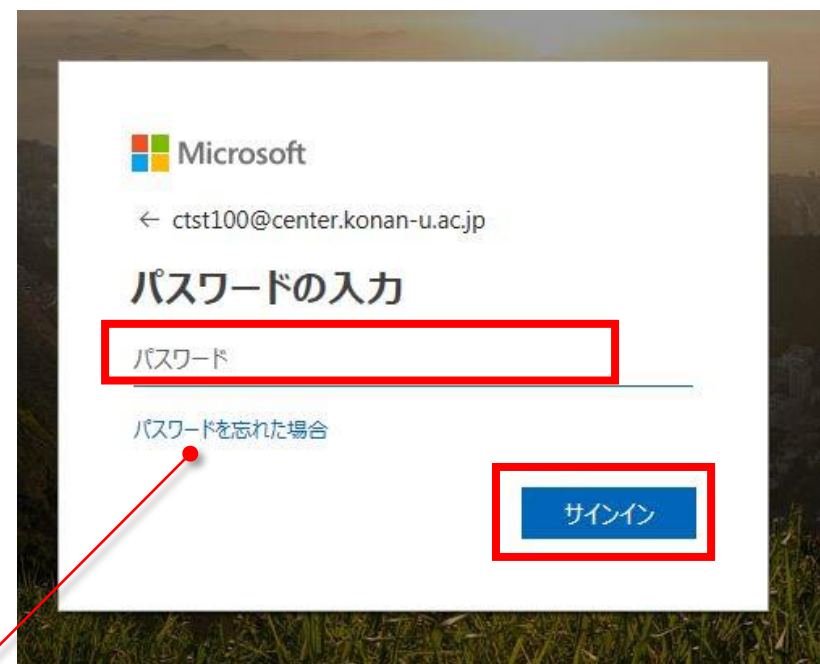 Microsoft
← ctst100@center.konan-u.ac.jp
パスワードの入力
パスワード
パスワードを忘れた場合
サインイン